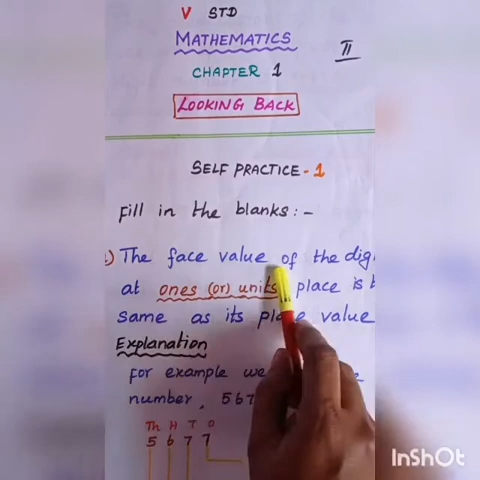 V STD
MATHEMATICS
II
CHAPTER 1
LOOKING BACK
SELF PRACTICE - 1
Fill in the blanks: -
The face value of the
at ones (or) units place is
same as its place value
Explanation
for example we
number, 567
Th H T O
5 6 7 7
InShOt